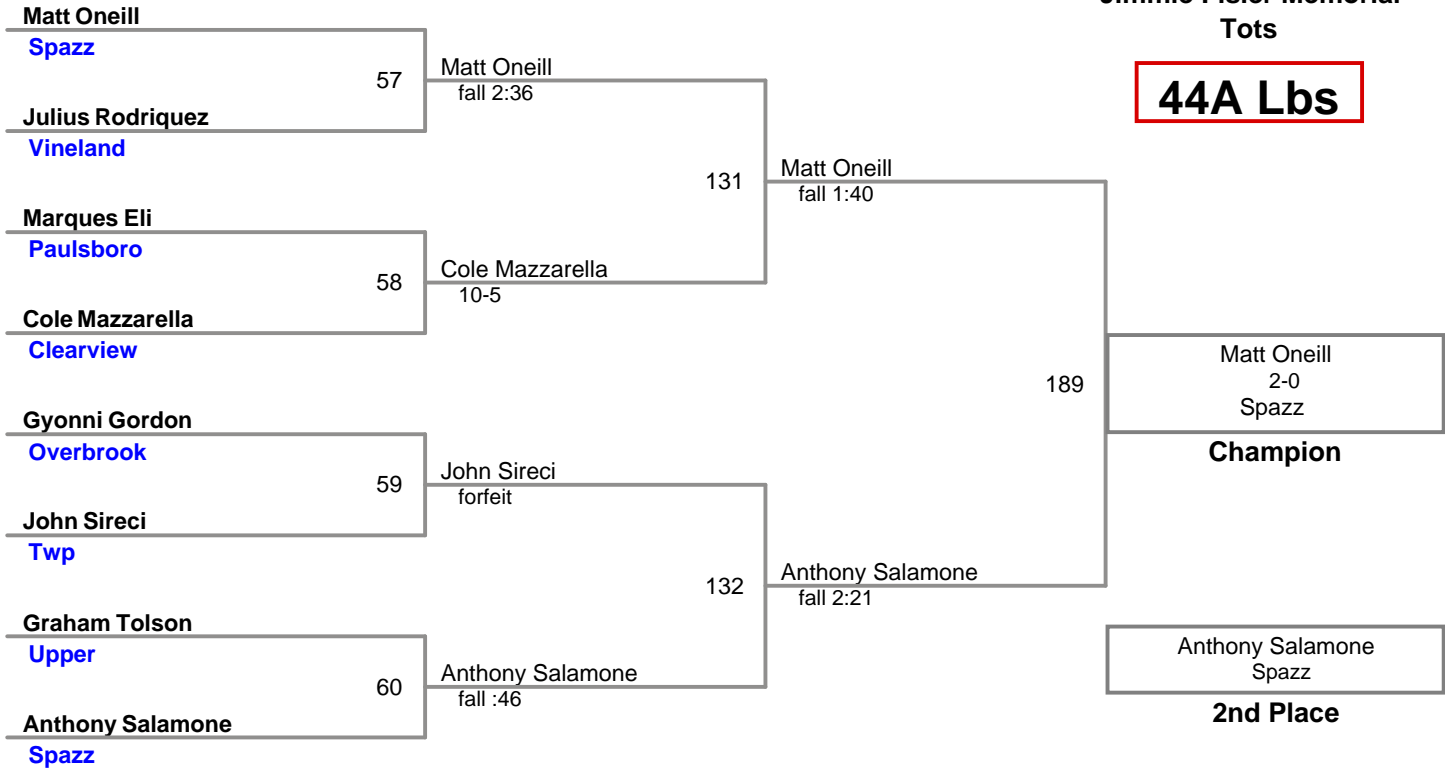 Jimmie Memorial
Tots
44A Lbs
Matt Oneill
Spazz
57
Julius Rodriquez
Vineland
Marques Eli
Paulsboro
58
Cole Mazzarella
Clearview
Gyonni Gordon
Overbrook
59
John Sireci
Twp
Graham Tolson
Upper
60
Anthony Salamone
Spazz
Matt Oneill
fall 2:36
131
Cole Mazzarella
10-5
John Sireci
forfeit
132
Anthony Salamone
fall :46
Matt Oneill
fall 1:40
189
Anthony Salamone
fall 2:21
Matt Oneill
2-0
Spazz
Champion
Anthony Salamone
Spazz
2nd Place